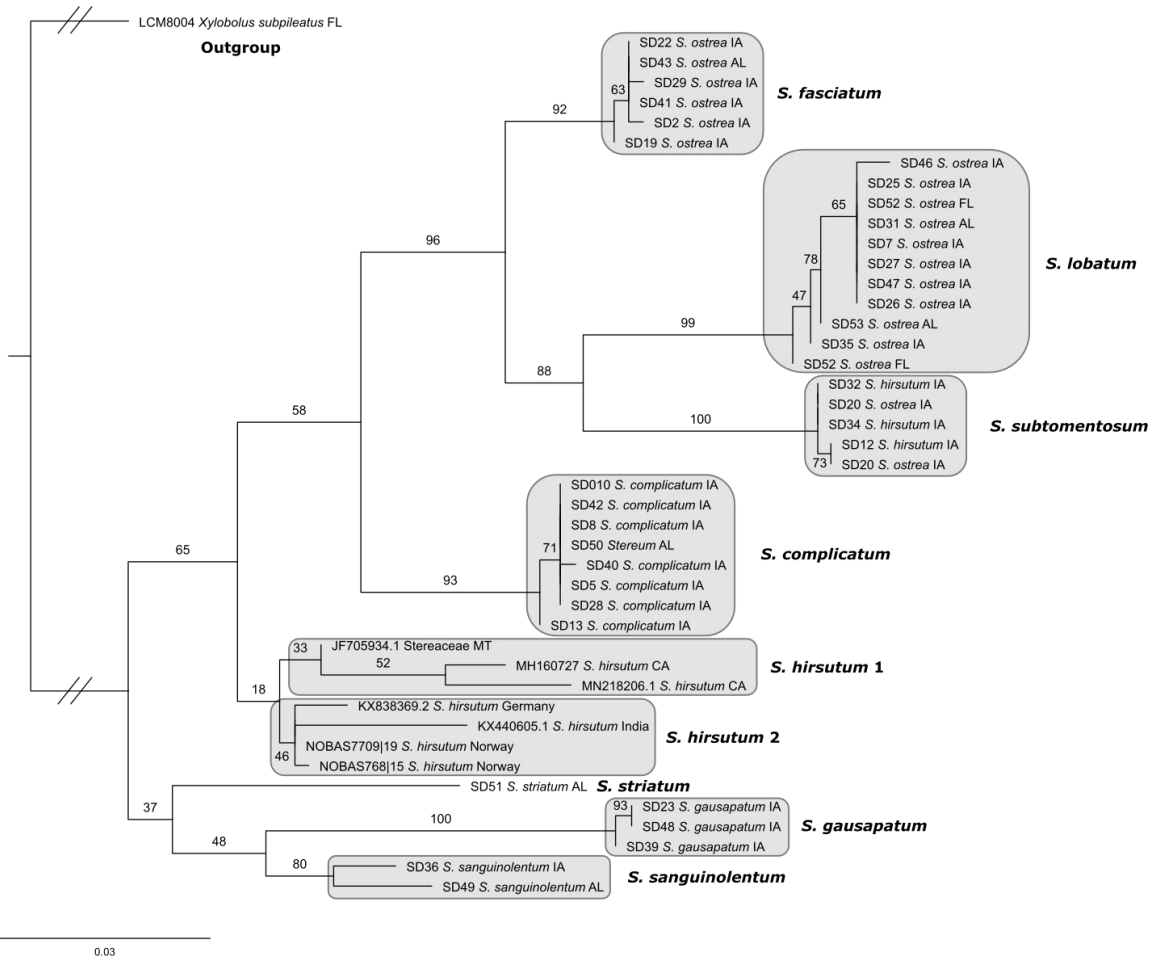 LCM8004 Xylobolus subpileatus FL
Outgroup
SD22 S. ostrea IA
SD43 S. ostrea AL
SD29 S. ostrea IA
63
SD41 S. ostrea IA
SD2 S. ostrea IA
SD19 S. ostrea IA
S. fasciatum
92
SD46 S. ostrea IA
SD25 S. ostrea IA
65
SD52 S. ostrea FL
SD31 S. ostrea AL
SD7 S. ostrea IA
SD27 S. ostrea IA
SD47 S. ostrea IA
SD26 S. ostrea IA
78
47
SD53 S. ostrea AL
SD35 S. ostrea IA
SD52 S. ostrea FL
S. lobatum
96
99
88
SD32 S. hirsutum IA
SD20 S. ostrea IA
SD34 S. hirsutum IA
SD12 S. hirsutum IA
73
SD20 S. ostrea IA
S. subtomentosum
100
58
SD010 S. complicatum IA
SD42 S. complicatum IA
SD8 S. complicatum IA
71
SD50 Stereum AL
SD40 S. complicatum IA
SD5 S. complicatum IA
SD28 S. complicatum IA
SD13 S. complicatum IA
S. complicatum
93
65
33
JF705934.1 Stereaceae MT
52
MH160727 S. hirsutum CA
MN218206.1 S. hirsutum CA
S. hirsutum 1
18
KX838369.2 S. hirsutum Germany
KX440605.1 S. hirsutum India
NOBAS7709|19 S. hirsutum Norway
46
NOBAS768|15 S. hirsutum Norway
S. hirsutum 2
SD51 S. striatum AL
S. striatum
37
93
SD23 S. gausapatum IA
SD48 S. gausapatum IA
SD39 S. gausapatum IA
S. gausapatum
100
48
80
SD36 S. sanguinolentum IA
SD49 S. sanguinolentum AL
S. sanguinolentum
0.03